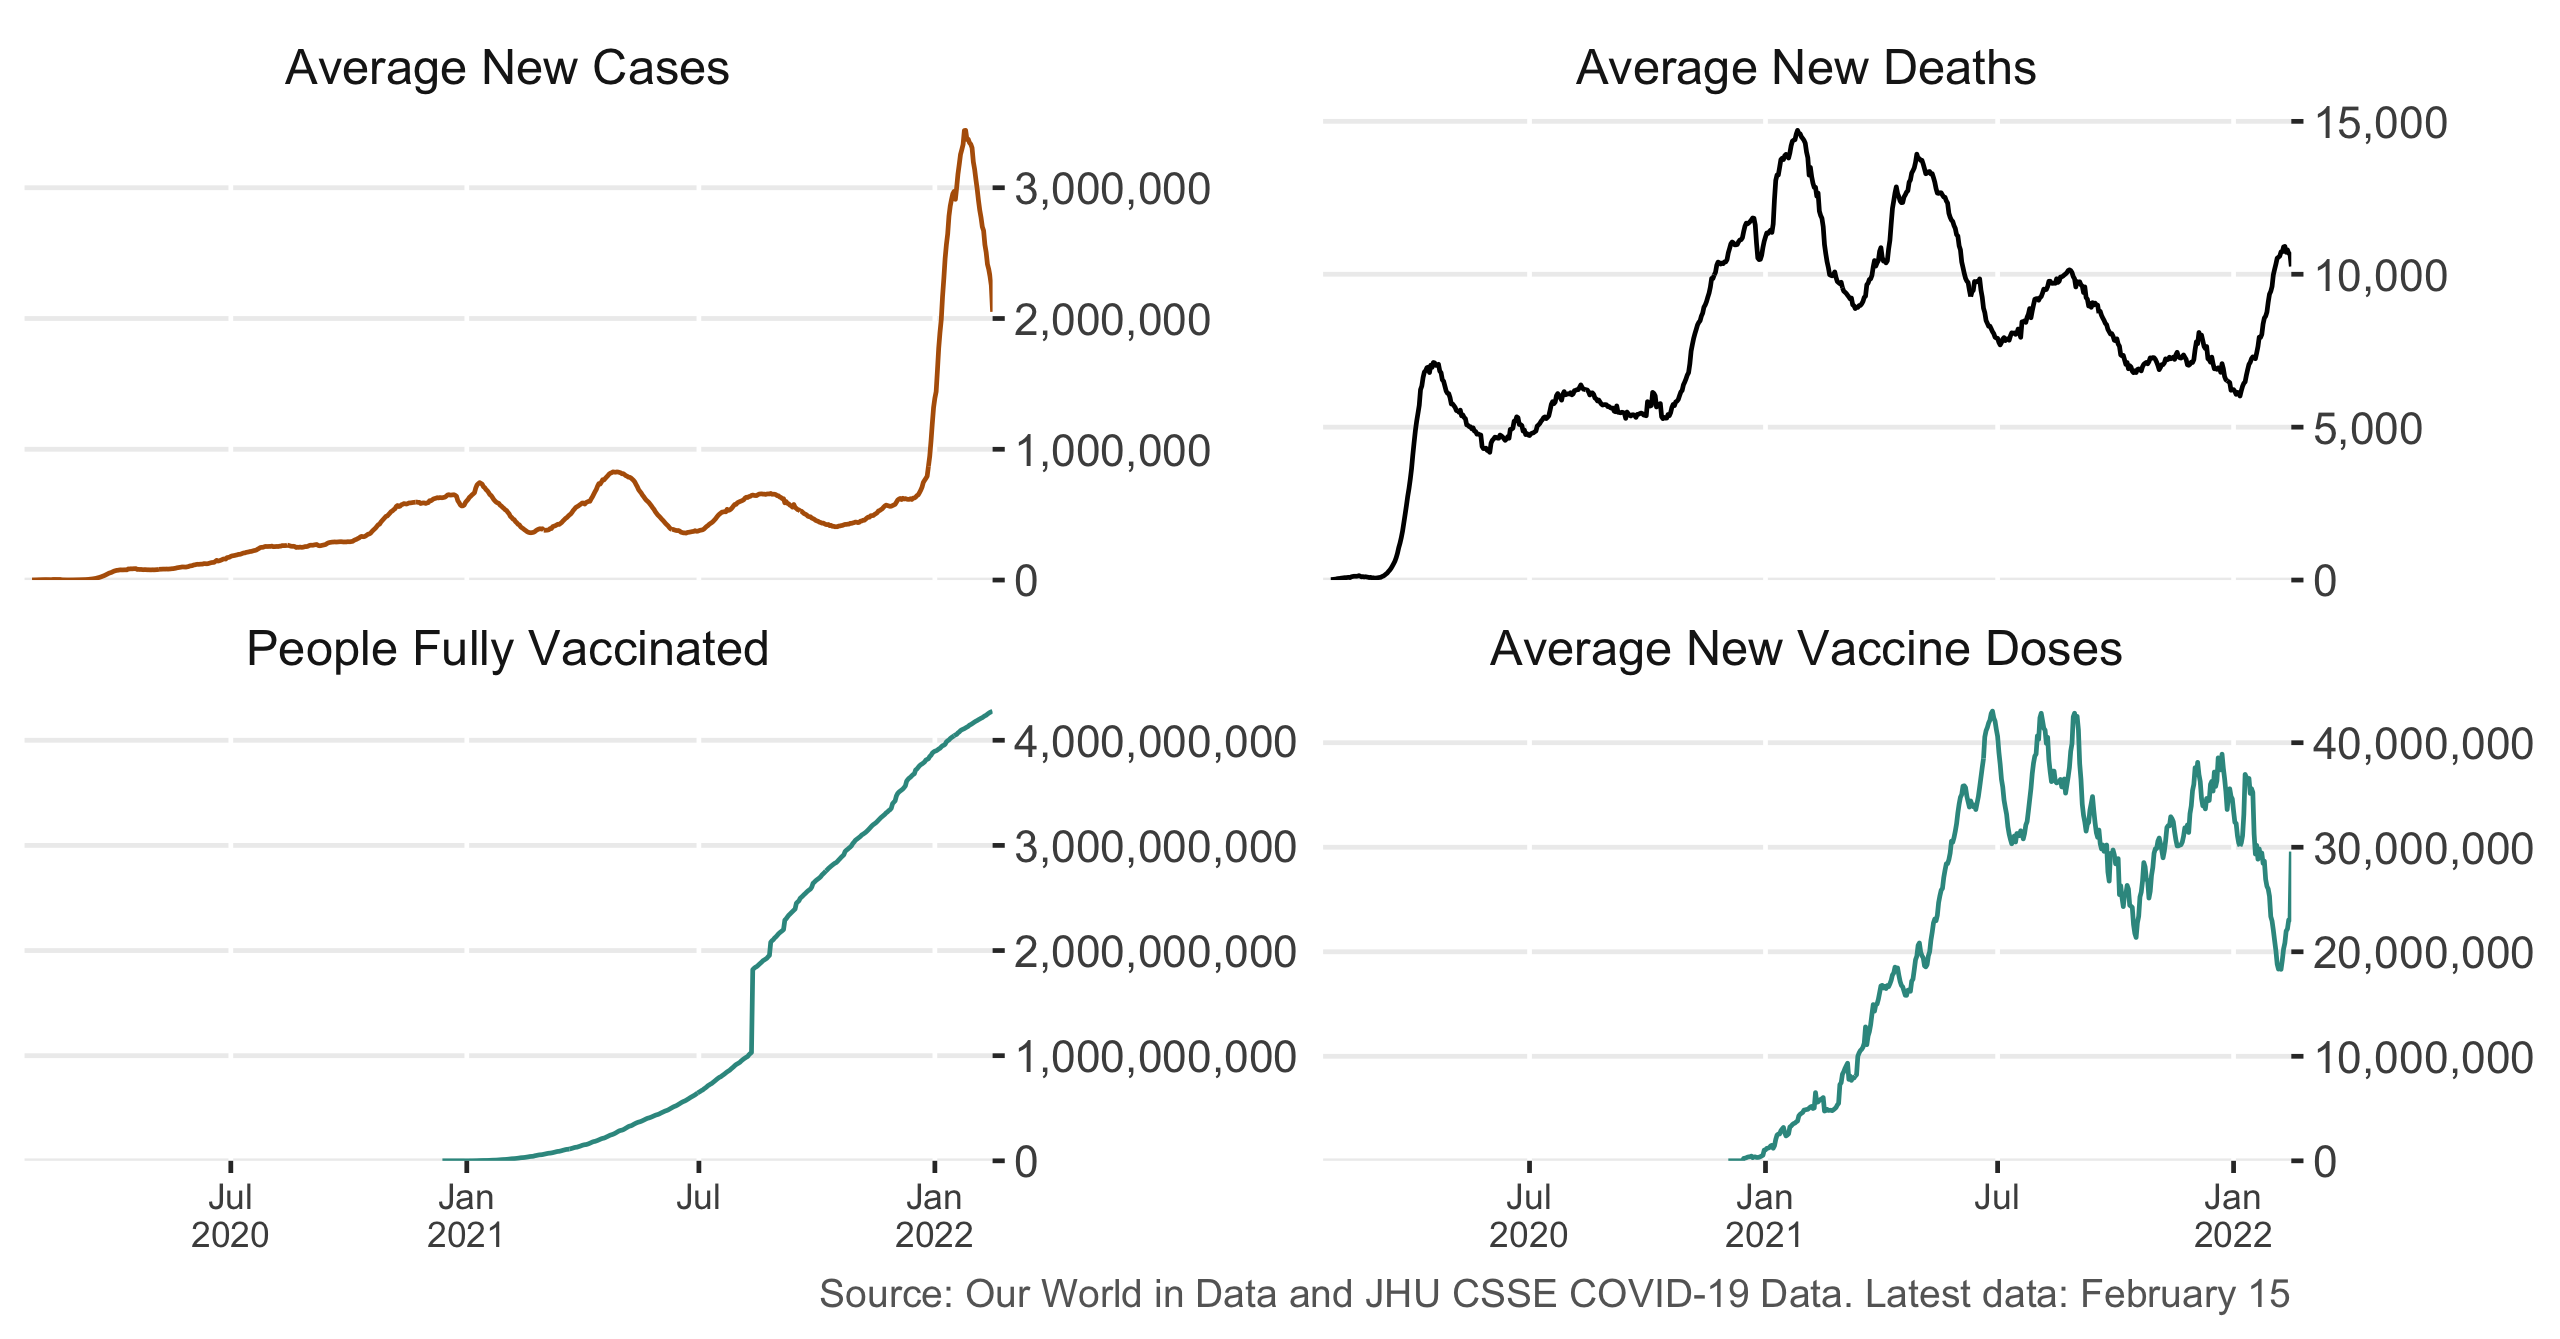 Average New Cases
3,000,000
2,000,000
1,000,000
0
Average New Deaths
15,000
10,000
5,000
0
People Fully Vaccinated
4,000,000,000
3,000,000,000
2,000,000,000
1,000,000,000
0
Jul
2020
Jan
2021
Jul
Jan
2022
Average New Vaccine Doses
40,000,000
30,000,000
20,000,000
10,000,000
0
Jul
2020
Jan
2021
Jul
Jan
2022
Source: Our World in Data and JHU CSSE COVID-19 Data. Latest data: February 15